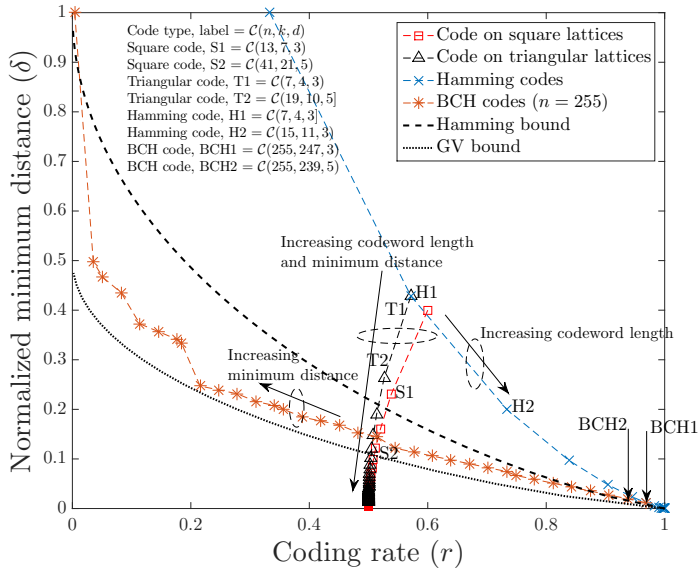 Code type, label = C(n, k, d)
Square code, S1 = C(13, 7, 3)
Square code, S2 = C(41, 21, 5)
Triangular code, T1 = C(7, 4, 3)
Triangular code, T2 = C(19, 10, 5]
Hamming code, H1 = C(7, 4, 3]
Hamming code, H2 = C(15, 11, 3)
BCH code, BCH1 = C(255, 247, 3)
BCH code, BCH2 = C(255, 239, 5)
Code on square lattices
Code on triangular lattices
Hamming codes
BCH codes (n = 255)
Hamming bound
GV bound
Increasing codeword length
and minimum distance
H1
T1
Increasing codeword length
T2
Increasing
minimum distance
S1
H2
BCH2
BCH1
S2
1
0.9
0.8
0.7
0.6
0.5
0.4
0.3
0.2
0.1
0
0
0.2
0.4
0.6
0.8
1
Normalized minimum distance (δ)
Coding rate (r)